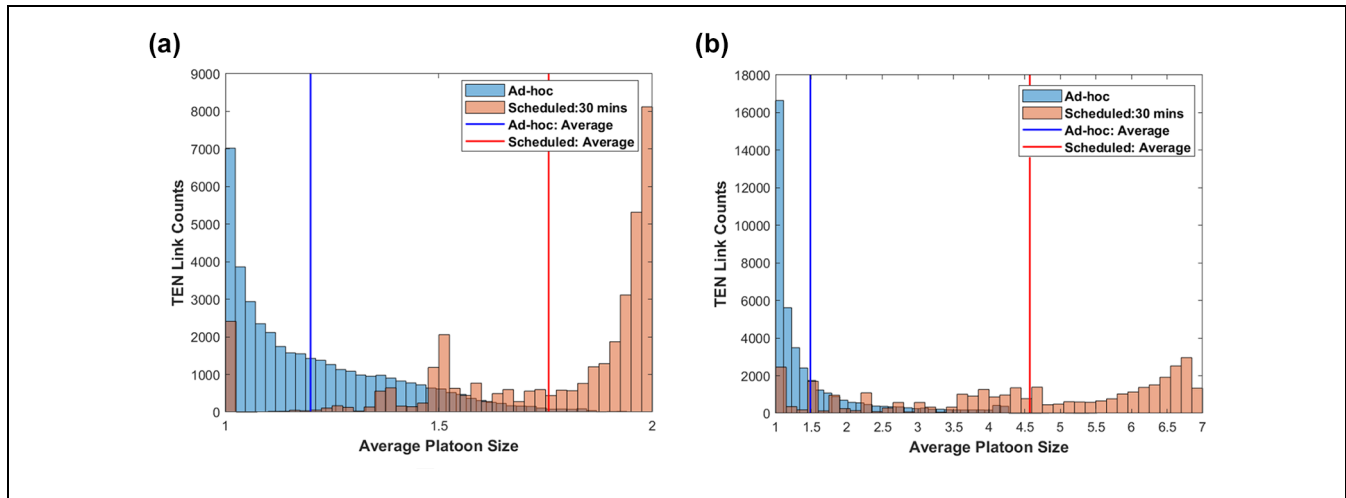 (a)
9000
8000
7000
6000
5000
4000
3000
2000
1000
0
TEN Link Counts
1
1.5
2
Average Platoon Size
Ad-hoc
Scheduled:30 mins
Ad-hoc: Average
Scheduled: Average
(b)
18000
16000
14000
12000
10000
8000
6000
4000
2000
0
TEN Link Counts
1
1.5
2
2.5
3
3.5
4
4.5
5
5.5
6
6.5
7
Average Platoon Size
Ad-hoc
Scheduled:30 mins
Ad-hoc: Average
Scheduled: Average